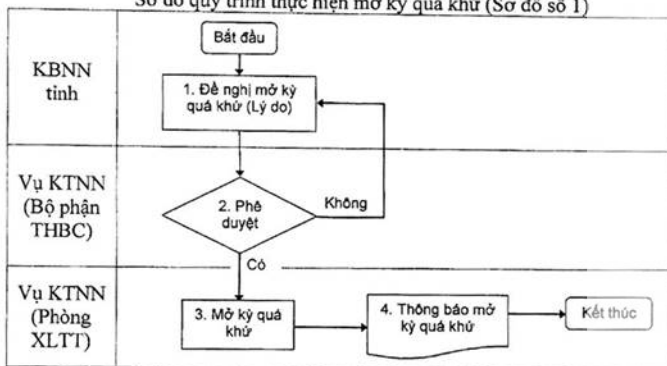 Sơ đồ quy trình thực hiện mở kỳ quá khứ (Sơ đồ số 1)
KBNN
tỉnh
Bắt đầu
1. Đề nghị mở kỳ
quá khứ (Lý do)
Vụ KTNN
(Bộ phận
THBC)
2. Phê
duyệt
Không
Có
Vụ KTNN
(Phòng
XLTT)
3. Mở kỳ quá
khứ
4. Thông báo mở
kỳ quá khứ
Kết thúc